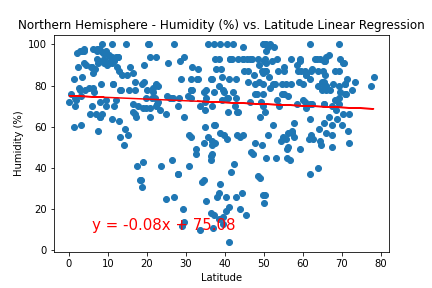 Northern Hemisphere - Humidity (%) vs. Latitude Linear Regression
100
80
60
40
20
0
Humidity (%)
y = -0.08x + 75.08
0 10 20 30 40 50 60 70 80
Latitude